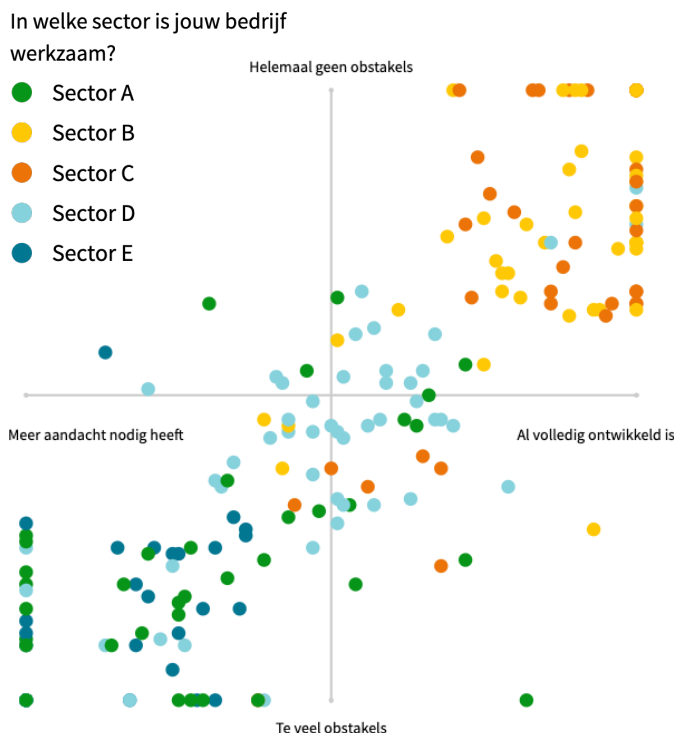 In welke sector is jouw bedrijf
werkzaam?
Helemaal geen obstakels
Sector A
Sector B
Sector C
Sector D
Sector E
Meer aandacht nodig heeft
Al volledig ontwikkeld is
Te veel obstakels